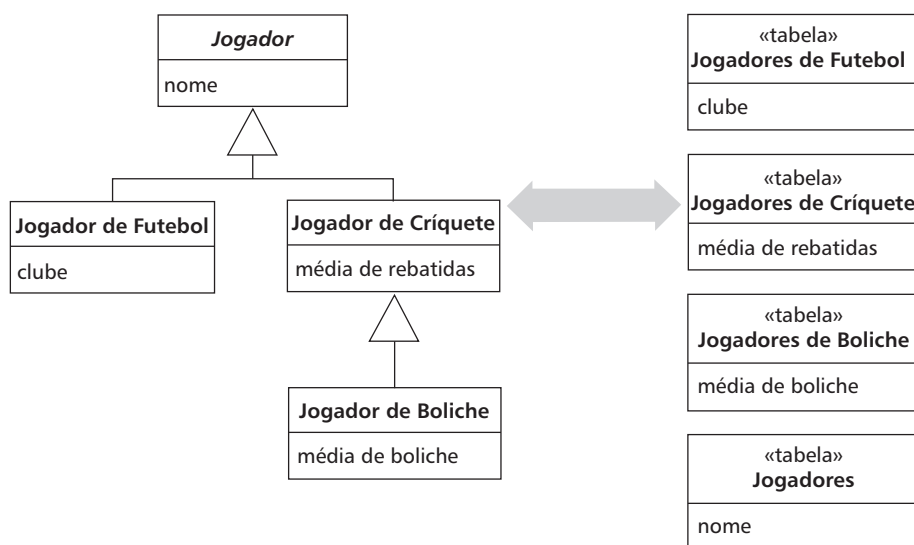 Jogador
nome
Jogador de Futebol
clube
Jogador de Críquete
média de rebatidas
Jogador de Boliche
média de boliche
«tabela»
Jogadores de Futebol
clube
«tabela»
Jogadores de Críquete
média de rebatidas
«tabela»
Jogadores de Boliche
média de boliche
«tabela»
Jogadores
nome